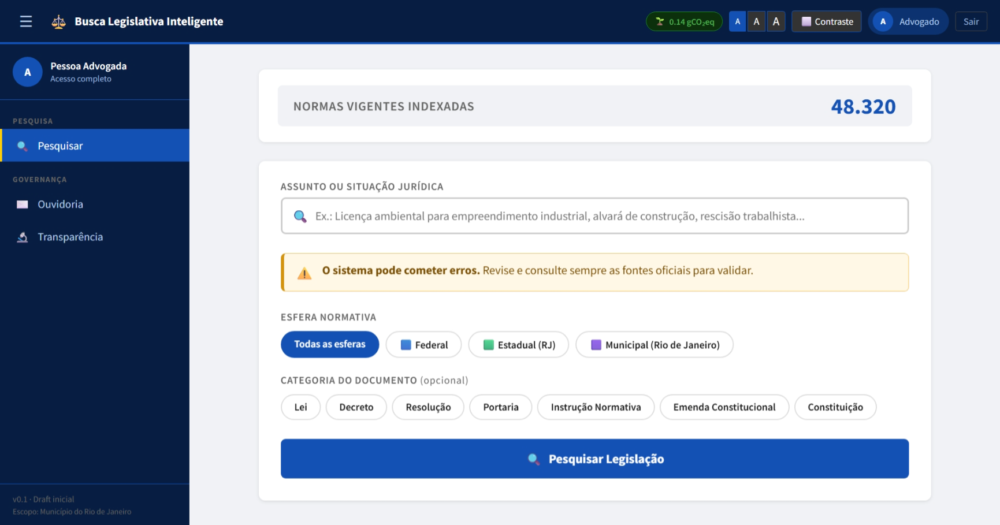 Busca Legislativa Inteligente
0.14 gCO₂eq
A
A
A
Contraste
A
Advogado
Sair
A
Pessoa Advogada
Acesso completo
PESQUISA
Pesquisar
GOVERNANÇA
Ouvidoria
Transparência
v0.1 · Draft inicial
Escopo: Município do Rio de Janeiro
NORMAS VIGENTES INDEXADAS
48.320
ASSUNTO OU SITUAÇÃO JURÍDICA
Ex.: Licença ambiental para empreendimento industrial, alvará de construção, rescisão trabalhista...
O sistema pode cometer erros. Revise e consulte sempre as fontes oficiais para validar.
ESFERA NORMATIVA
Todas as esferas
Federal
Estadual (RJ)
Municipal (Rio de Janeiro)
CATEGORIA DO DOCUMENTO (opcional)
Lei
Decreto
Resolução
Portaria
Instrução Normativa
Emenda Constitucional
Constituição
Pesquisar Legislação